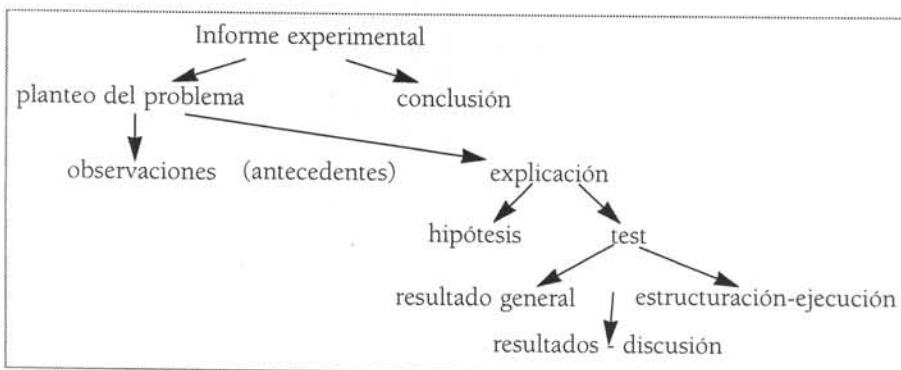 Informe experimental
planteo del problema conclusión
observaciones (antecedentes) explicación
hipótesis test
resultado general estructuración-ejecución
resultados - discusión